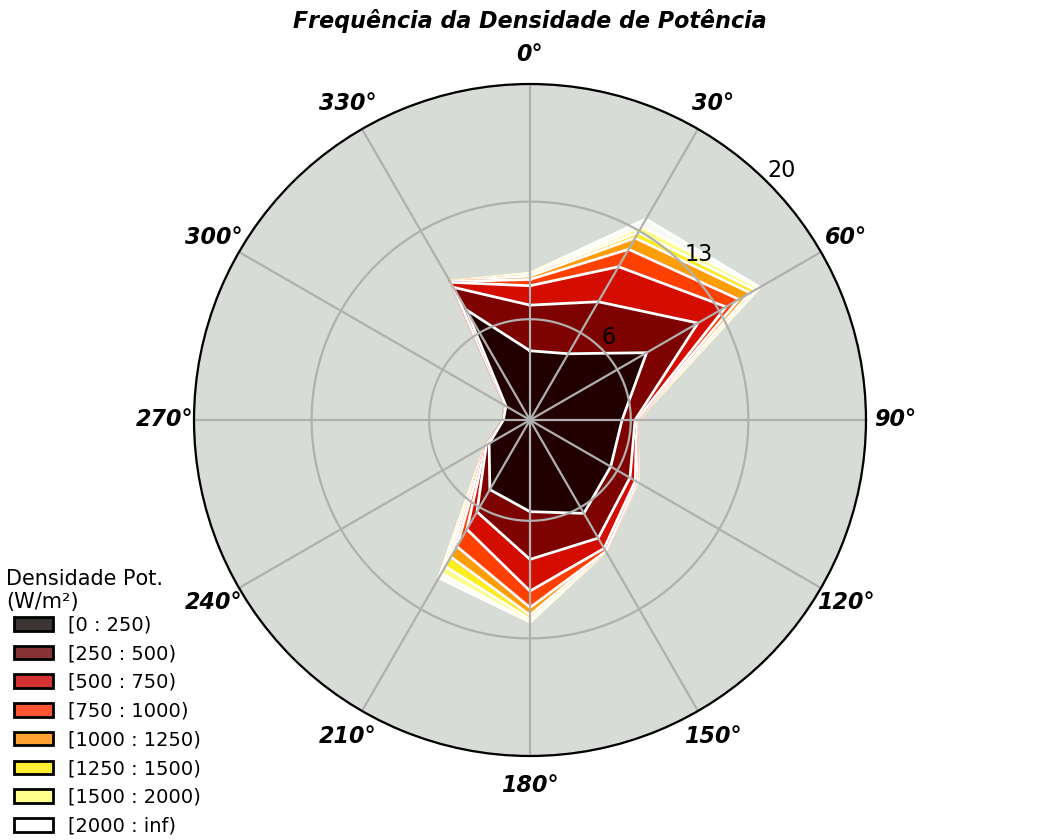 Frequência da Densidade de Potência
0°
330°
30°
20
300°
60°
13
6
270°
90°
240°
120°
210°
150°
180°
Densidade Pot.
(W/m²)
[0 : 250)
[250 : 500)
[500 : 750)
[750 : 1000)
[1000 : 1250)
[1250 : 1500)
[1500 : 2000)
[2000 : inf)